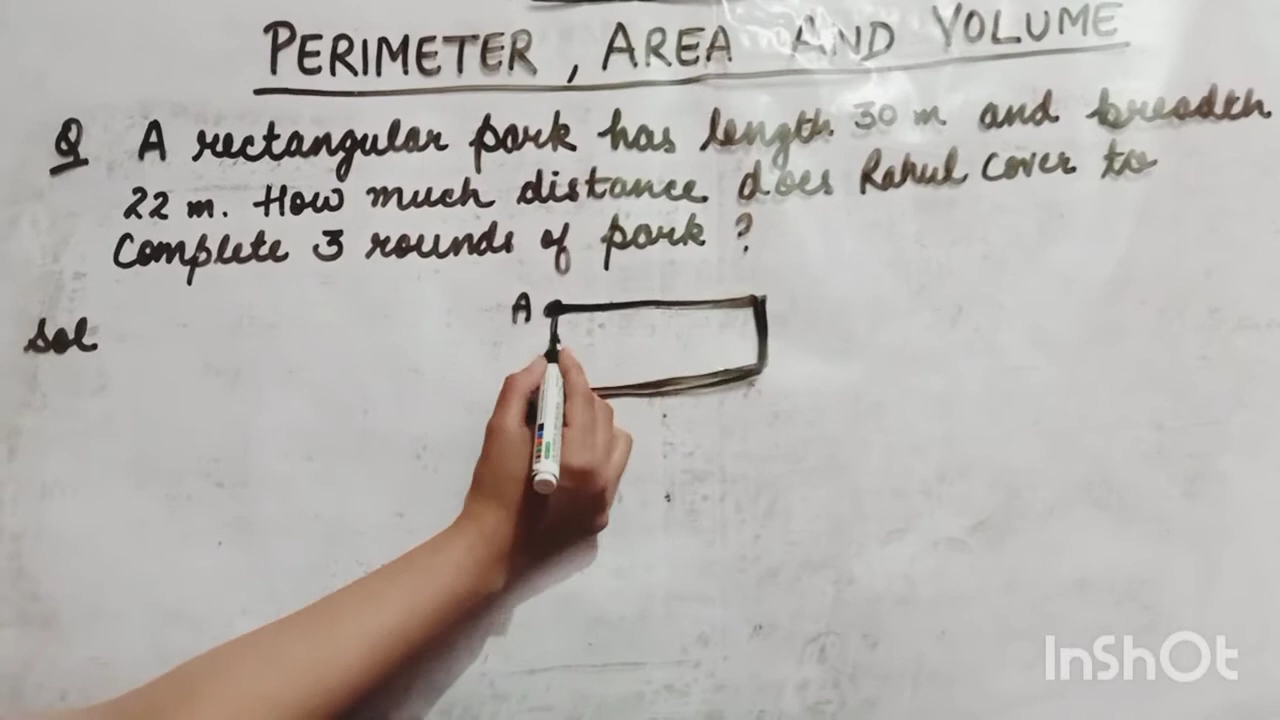 PERIMETER, AREA AND VOLUME
Q A rectangular park has length 30 m and breadth
22 m. How much distance does Rahul cover to
Complete 3 rounds of park ?
A
Sol
InShOt